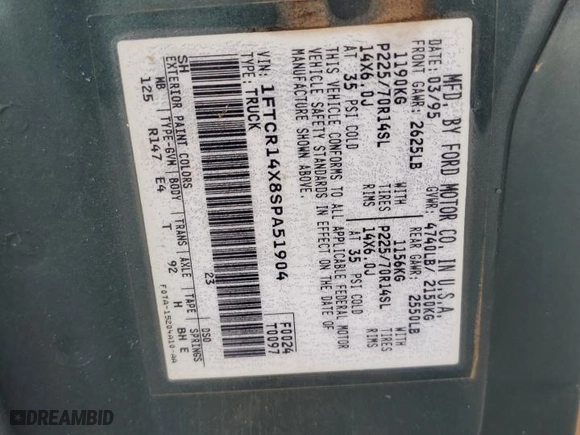 MFD. BY FORD MOTOR CO. IN U.S.A.
DATE: 03/95 GVWR: 4740LB/ 2150KG
FRONT GAWR: 2625LB REAR GAWR: 2550LB
1190KG WITH 1156KG WITH
P225/70R14SL TIRES P225/70R14SL TIRES
14X6.0J RIMS 14X6.0J RIMS
AT 35 PSI COLD AT 35 PSI COLD
THIS VEHICLE CONFORMS TO ALL APPLICABLE FEDERAL MOTOR
VEHICLE SAFETY STANDARDS IN EFFECT ON THE DATE OF
MANUFACTURE SHOWN ABOVE.
VIN: 1FTCR14X8SPA51904
TYPE: TRUCK
F0024
T0097
EXTERIOR PAINT COLORS 23 DSO
SH
WB TYPE-GVW BODY TRANS AXLE TAPE SPRINGS
125 R147 E4 T 92 H BH E
F0TA-15204A10-AA
DREAMBID